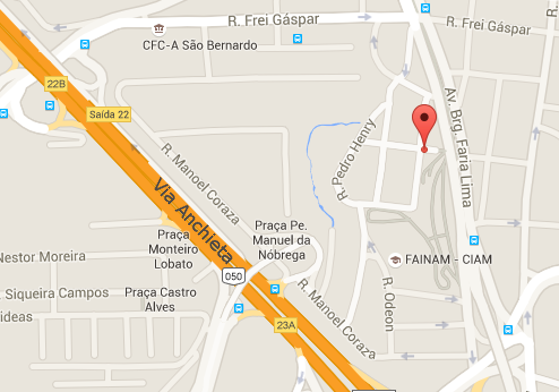 R. Frei Gáspar
R. Frei Gáspar
CFC-A São Bernardo
22B
Saída 22
Av. Brg. Faria Lima
R. Pedro Henry
R. Manoel Coraza
Via Anchieta
Praça
Monteiro
Lobato
Praça Pe.
Manuel da
Nóbrega
Nestor Moreira
FAINAM - CIAM
050
Siqueira Campos
Praça Castro
Alves
R. Manoel Coraza
R. Odeon
ideas
23A